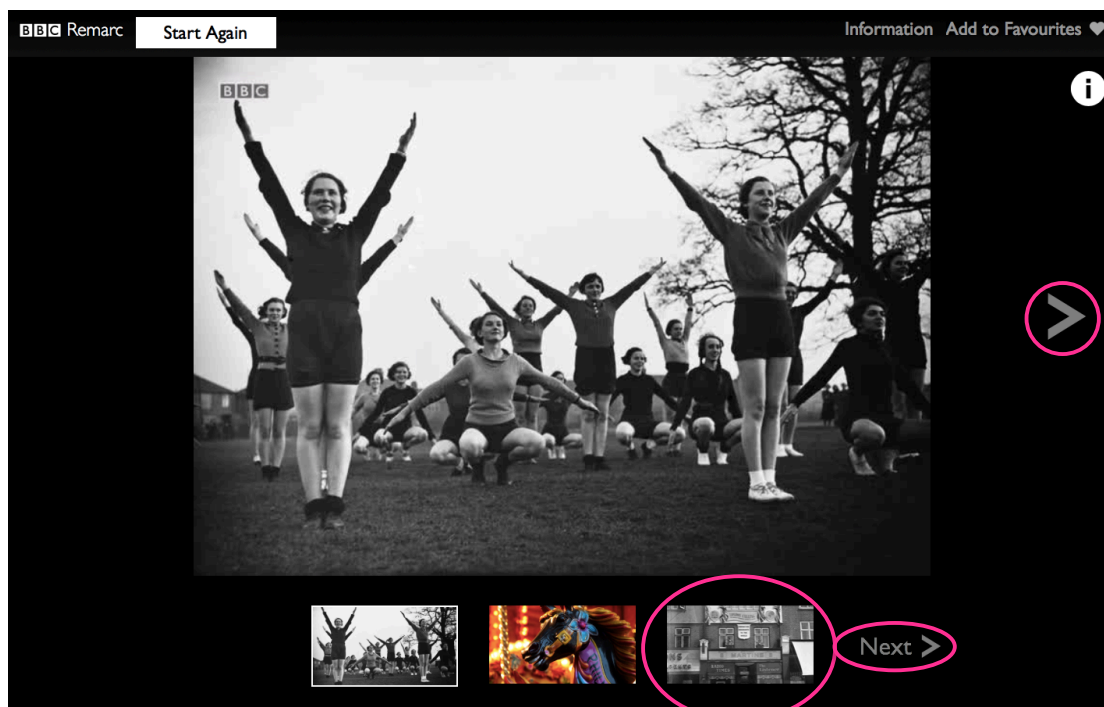 BBC Remarc
Start Again
Information
Add to Favourites
i
BBC
Next >